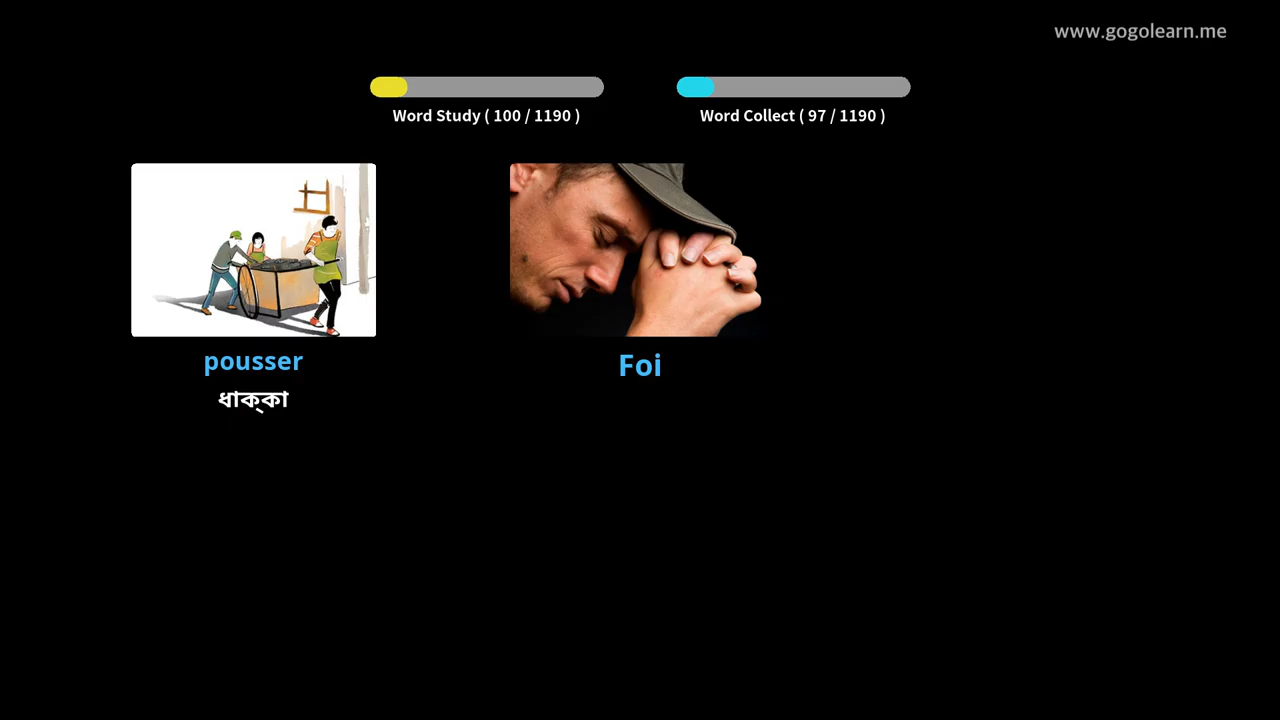 www.gogolearn.me
Word Study ( 100 / 1190 )
Word Collect ( 97 / 1190 )
pousser
ধাক্কা
Foi